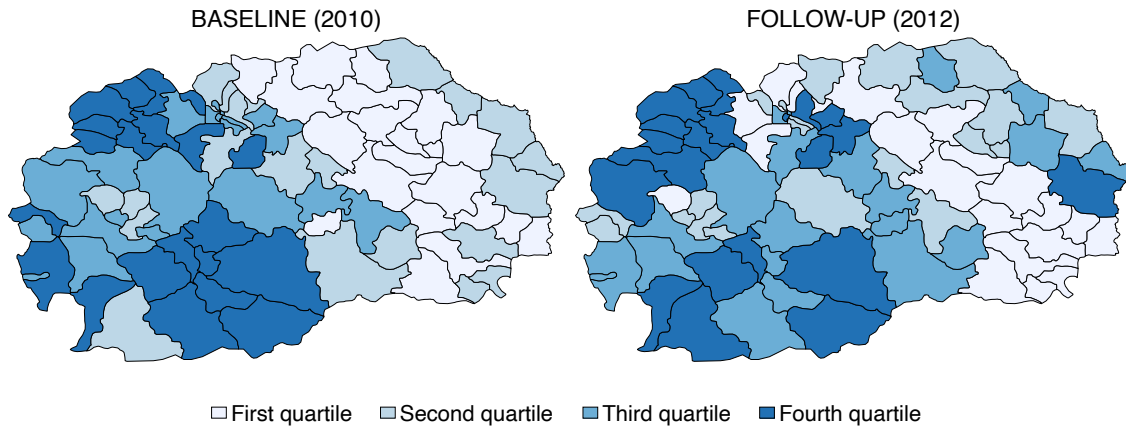 BASELINE (2010)
FOLLOW-UP (2012)
First quartile Second quartile Third quartile Fourth quartile